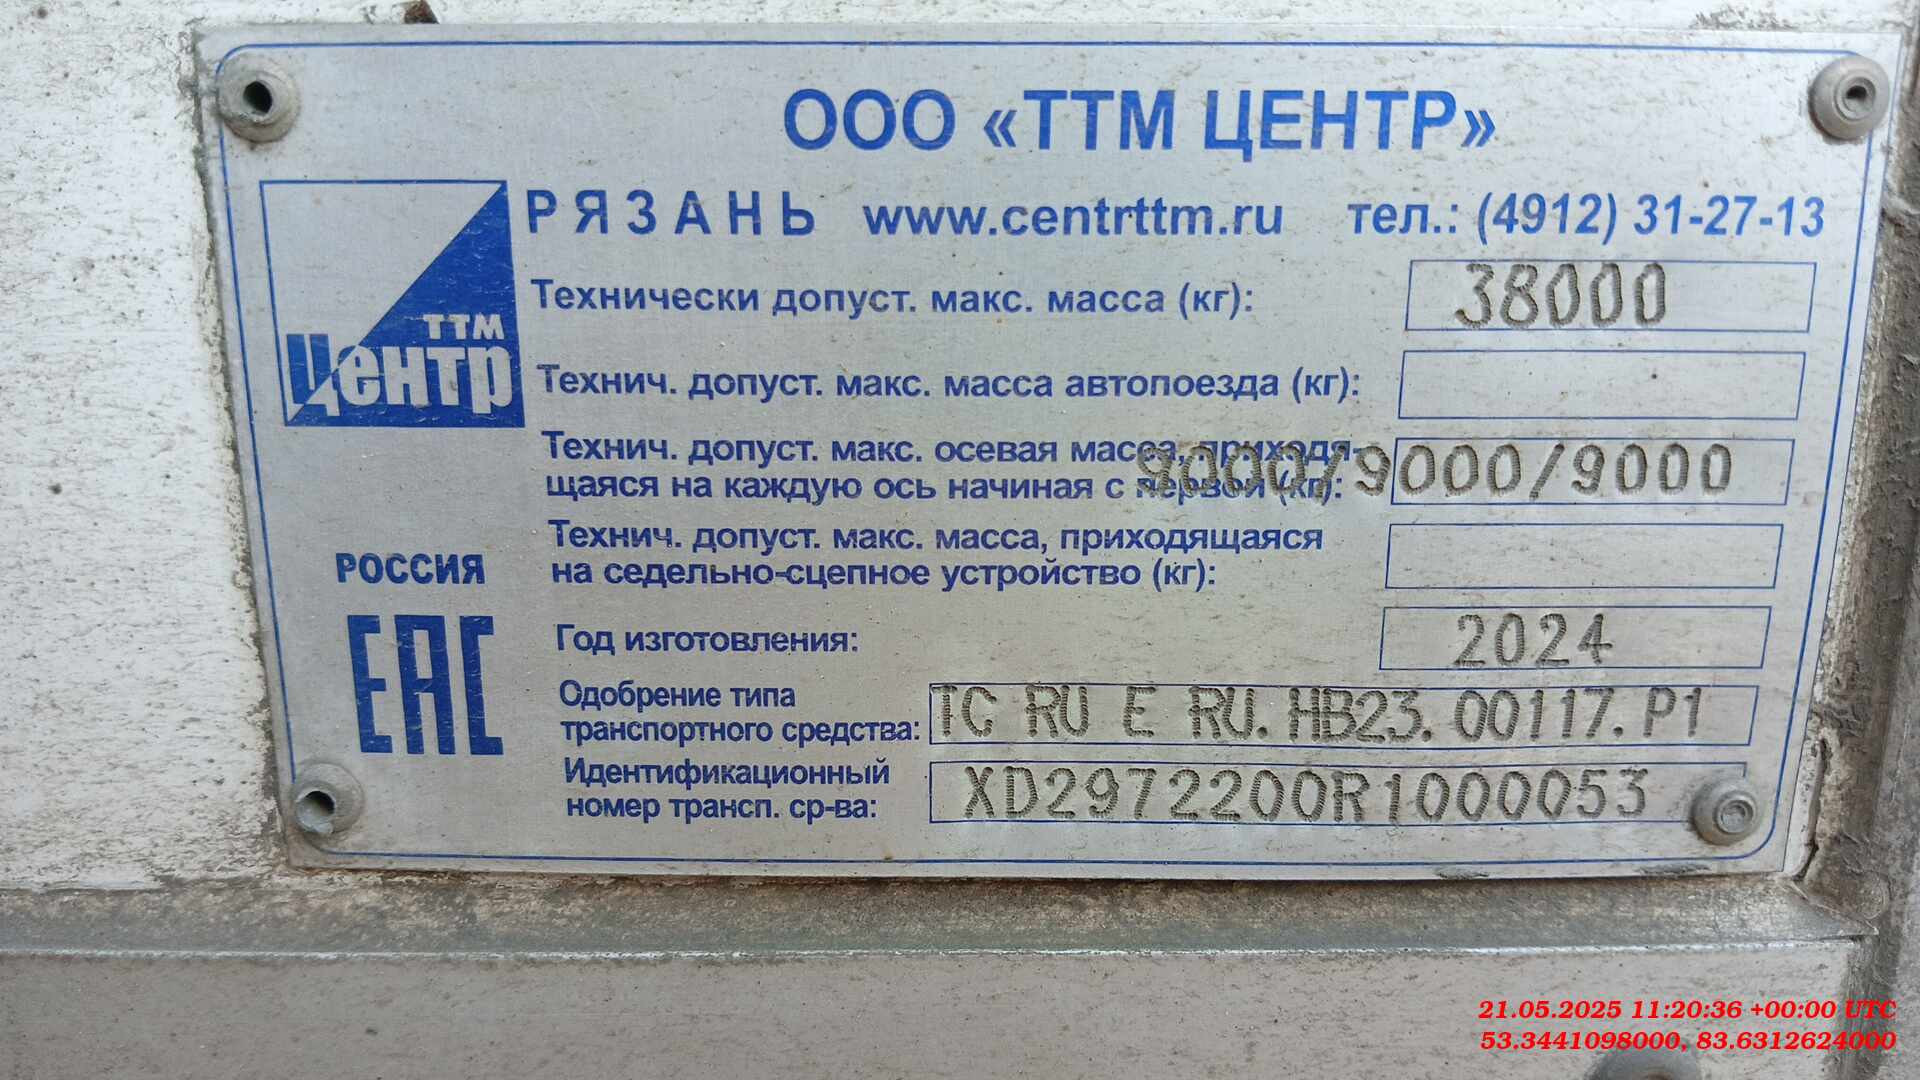 ООО «ТТМ ЦЕНТР»
РЯЗАНЬ www.centrttm.ru тел.: (4912) 31-27-13
ТТМ
Центр
Технически допуст. макс. масса (кг): 38000
Технич. допуст. макс. масса автопоезда (кг):
Технич. допуст. макс. осевая масса, приходя-
щаяся на каждую ось начиная с первой (кг): 9000/9000/9000
Технич. допуст. макс. масса, приходящаяся
на седельно-сцепное устройство (кг):
РОССИЯ
EAC
Год изготовления: 2024
Одобрение типа
транспортного средства: TC RU E RU.HB23.00117.P1
Идентификационный
номер трансп. ср-ва: XD2972200R1000053
21.05.2025 11:20:36 +00:00 UTC
53.3441098000, 83.6312624000